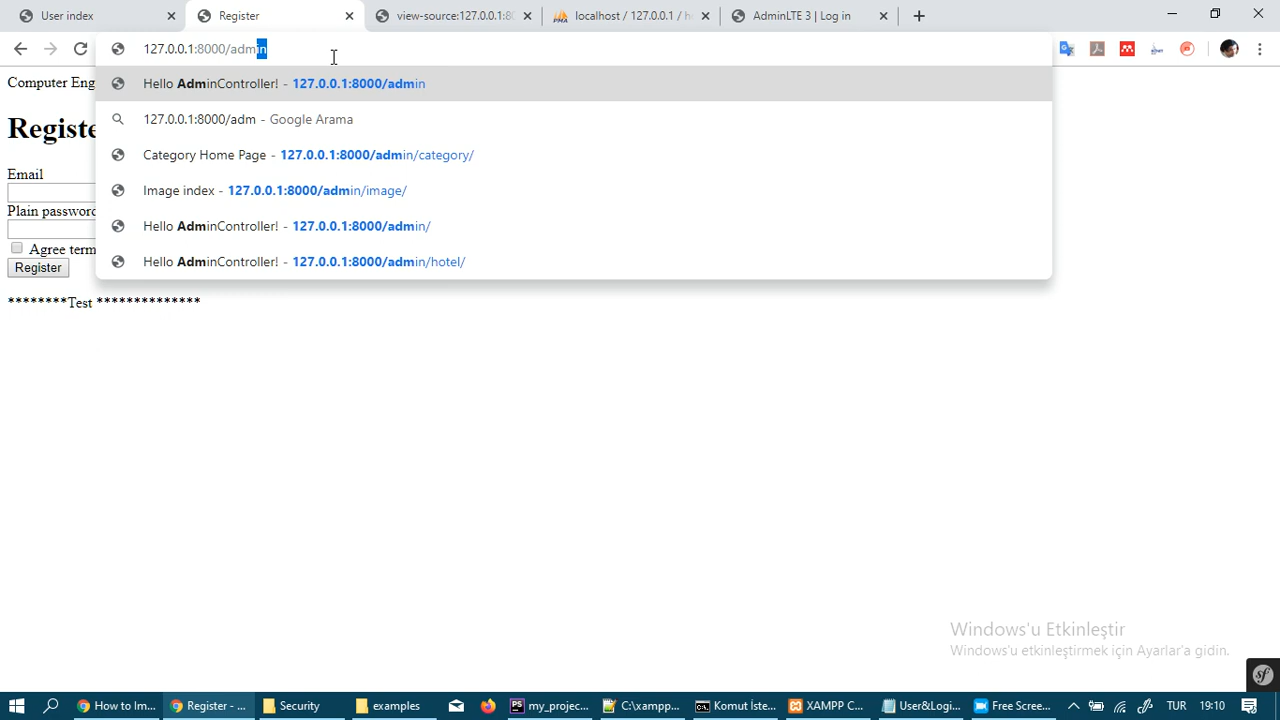 User index
Register
view-source:127.0.0.1:80
localhost / 127.0.0.1 / h
AdminLTE 3 | Log in
127.0.0.1:8000/admin
Computer Eng
Hello AdminController! - 127.0.0.1:8000/admin
Registe
127.0.0.1:8000/adm - Google Arama
Category Home Page - 127.0.0.1:8000/admin/category/
Email
Image index - 127.0.0.1:8000/admin/image/
Plain password
Hello AdminController! - 127.0.0.1:8000/admin/
Agree term
Hello AdminController! - 127.0.0.1:8000/admin/hotel/
Register
********Test **************
Windows'u Etkinleştir
Windows'u etkinleştirmek için Ayarlar'a gidin.
sf
How to Im...
Register - ...
Security
examples
PS
my_projec...
C:\xampp...
Komut İste...
XAMPP C...
User&Logi...
Free Scree...
TUR
19:10